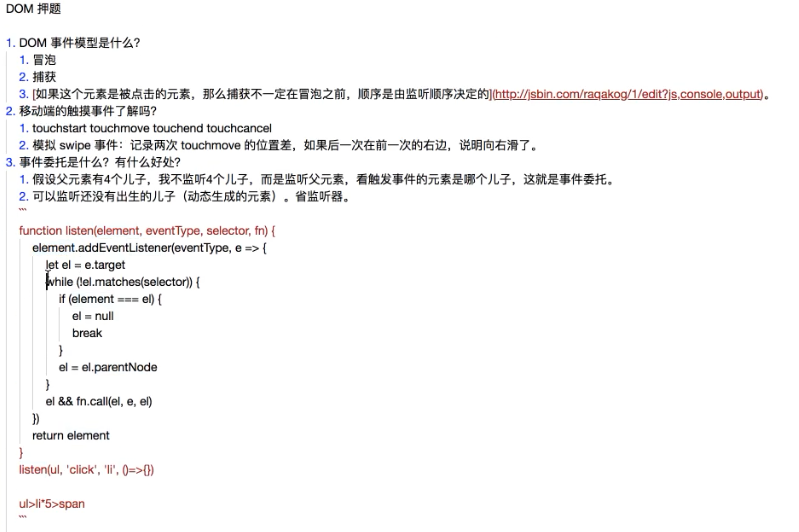 DOM 押题
1. DOM 事件模型是什么?
1. 冒泡
2. 捕获
3. [如果这个元素是被点击的元素，那么捕获不一定在冒泡之前，顺序是由监听顺序决定的](http://jsbin.com/raqakog/1/edit?js,console,output)。
2. 移动端的触摸事件了解吗?
1. touchstart touchmove touchend touchcancel
2. 模拟 swipe 事件：记录两次 touchmove 的位置差，如果后一次在前一次的右边，说明向右滑了。
3. 事件委托是什么？有什么好处?
1. 假设父元素有4个儿子，我不监听4个儿子，而是监听父元素，看触发事件的元素是哪个儿子，这就是事件委托。
2. 可以监听还没有出生的儿子（动态生成的元素）。省监听器。
```
function listen(element, eventType, selector, fn) {
element.addEventListener(eventType, e => {
let el = e.target
while (!el.matches(selector)) {
if (element === el) {
el = null
break
}
el = el.parentNode
}
el && fn.call(el, e, el)
})
return element
}
listen(ul, 'click', 'li', ()=>{})
ul>li*5>span
```